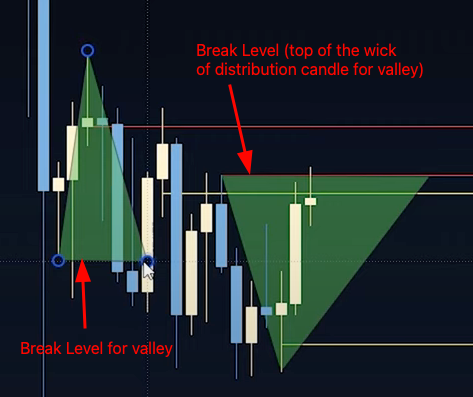 Break Level (top of the wick
of distribution candle for valley)
Break Level for valley